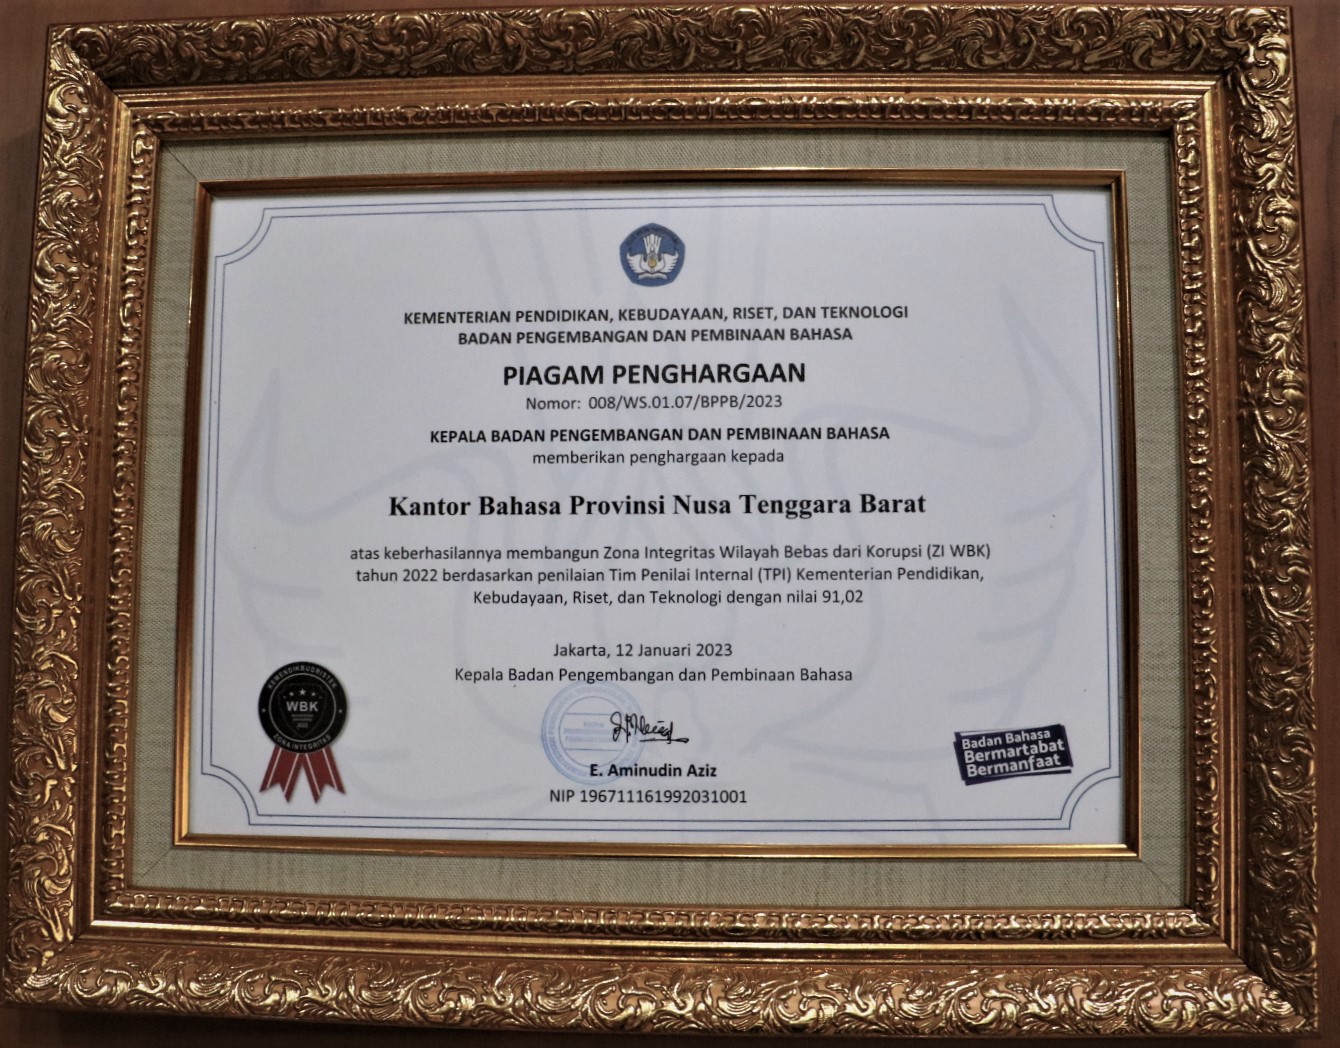 KEMENTERIAN PENDIDIKAN, KEBUDAYAAN, RISET, DAN TEKNOLOGI
BADAN PENGEMBANGAN DAN PEMBINAAN BAHASA
PIAGAM PENGHARGAAN
Nomor: 008/WS.01.07/BPPB/2023
KEPALA BADAN PENGEMBANGAN DAN PEMBINAAN BAHASA
memberikan penghargaan kepada
Kantor Bahasa Provinsi Nusa Tenggara Barat
atas keberhasilannya membangun Zona Integritas Wilayah Bebas dari Korupsi (ZI WBK)
tahun 2022 berdasarkan penilaian Tim Penilai Internal (TPI) Kementerian Pendidikan,
Kebudayaan, Riset, dan Teknologi dengan nilai 91,02
Jakarta, 12 Januari 2023
Kepala Badan Pengembangan dan Pembinaan Bahasa
E. Aminudin Aziz
NIP 196711161992031001
KEMENDIKBUDRISTEK
WBK
2022
ZONA INTEGRITAS
Badan Bahasa
Bermartabat
Bermanfaat